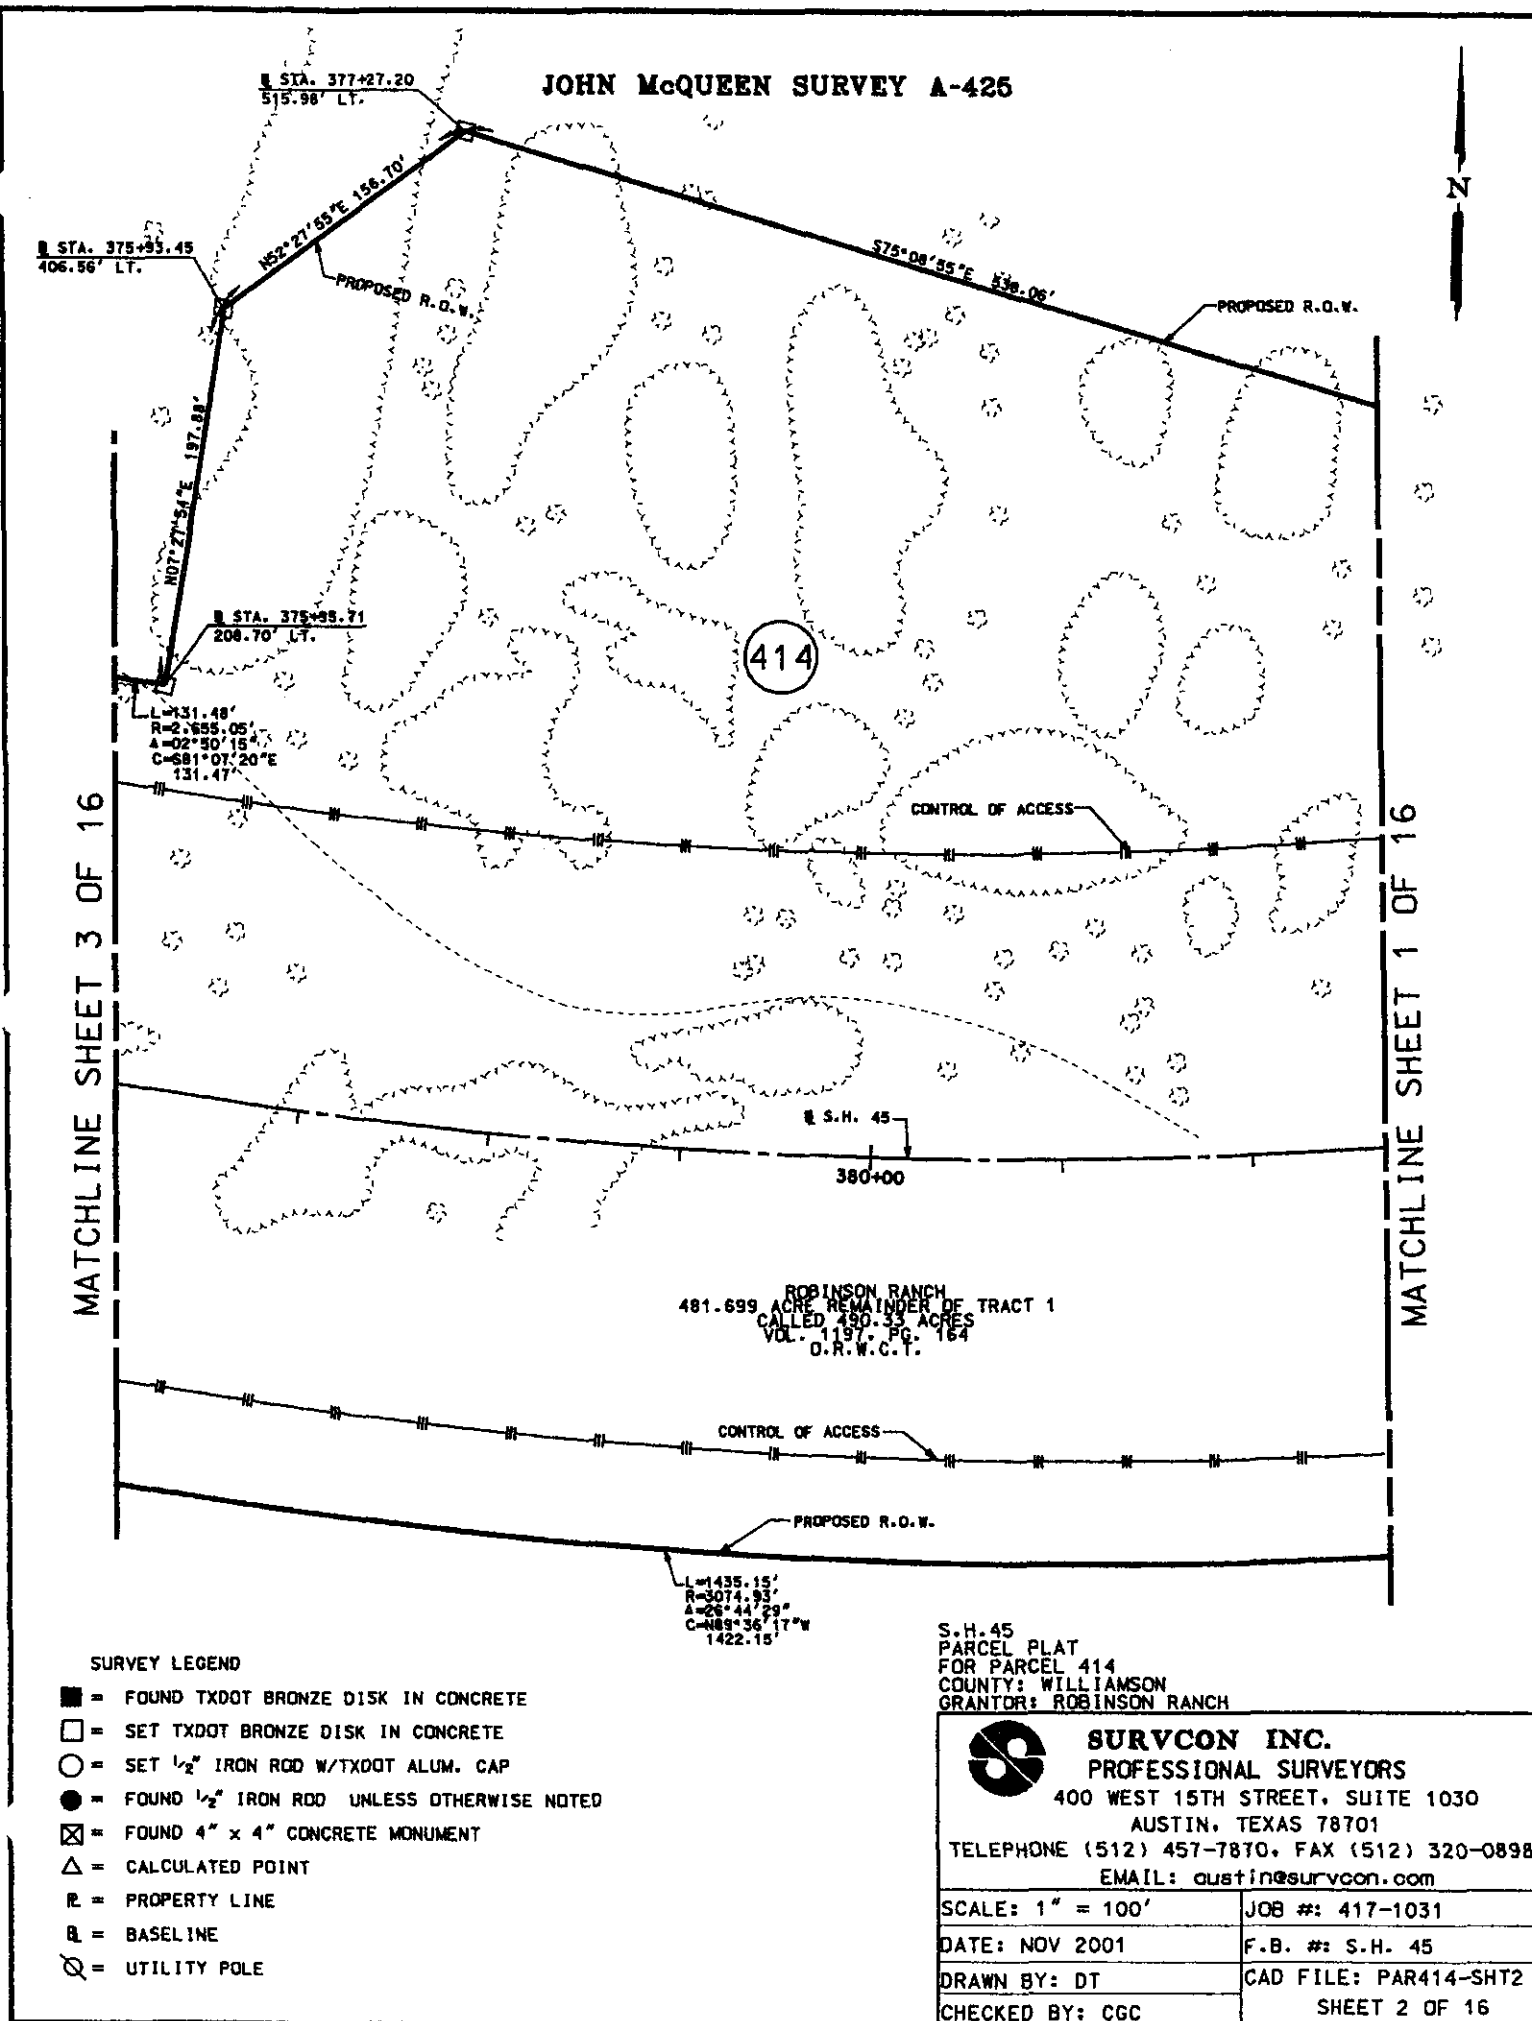 JOHN McQUEEN SURVEY A-425
STA. 377+27.20
515.98' LT.
N
N52°27'55"E 156.70'
STA. 375+93.45
406.56' LT.
PROPOSED R.O.W.
S75°08'55"E 538.06'
PROPOSED R.O.W.
N07°27'54"E 197.88'
STA. 375+95.71
208.70' LT.
414
L=131.48'
R=2,655.05'
Δ=02°50'15"
C=S81°07'20"E
131.47'
CONTROL OF ACCESS
MATCHLINE SHEET 3 OF 16
MATCHLINE SHEET 1 OF 16
S.H. 45
380+00
ROBINSON RANCH
481.699 ACRE REMAINDER OF TRACT 1
CALLED 490.33 ACRES
VOL. 1197, PG. 164
O.R.W.C.T.
CONTROL OF ACCESS
PROPOSED R.O.W.
L=1435.15'
R=3074.93'
Δ=26°44'29"
C=N89°36'17"W
1422.15'
SURVEY LEGEND
= FOUND TXDOT BRONZE DISK IN CONCRETE
= SET TXDOT BRONZE DISK IN CONCRETE
= SET 1/2" IRON ROD W/TXDOT ALUM. CAP
= FOUND 1/2" IRON ROD UNLESS OTHERWISE NOTED
= FOUND 4" x 4" CONCRETE MONUMENT
= CALCULATED POINT
= PROPERTY LINE
= BASELINE
= UTILITY POLE
S.H.45
PARCEL PLAT
FOR PARCEL 414
COUNTY: WILLIAMSON
GRANTOR: ROBINSON RANCH
SURVCON INC.
PROFESSIONAL SURVEYORS
400 WEST 15TH STREET, SUITE 1030
AUSTIN, TEXAS 78701
TELEPHONE (512) 457-7870, FAX (512) 320-0898
EMAIL: austin@survcon.com
SCALE: 1" = 100'
JOB #: 417-1031
DATE: NOV 2001
F.B. #: S.H. 45
DRAWN BY: DT
CAD FILE: PAR414-SHT2
CHECKED BY: CGC
SHEET 2 OF 16